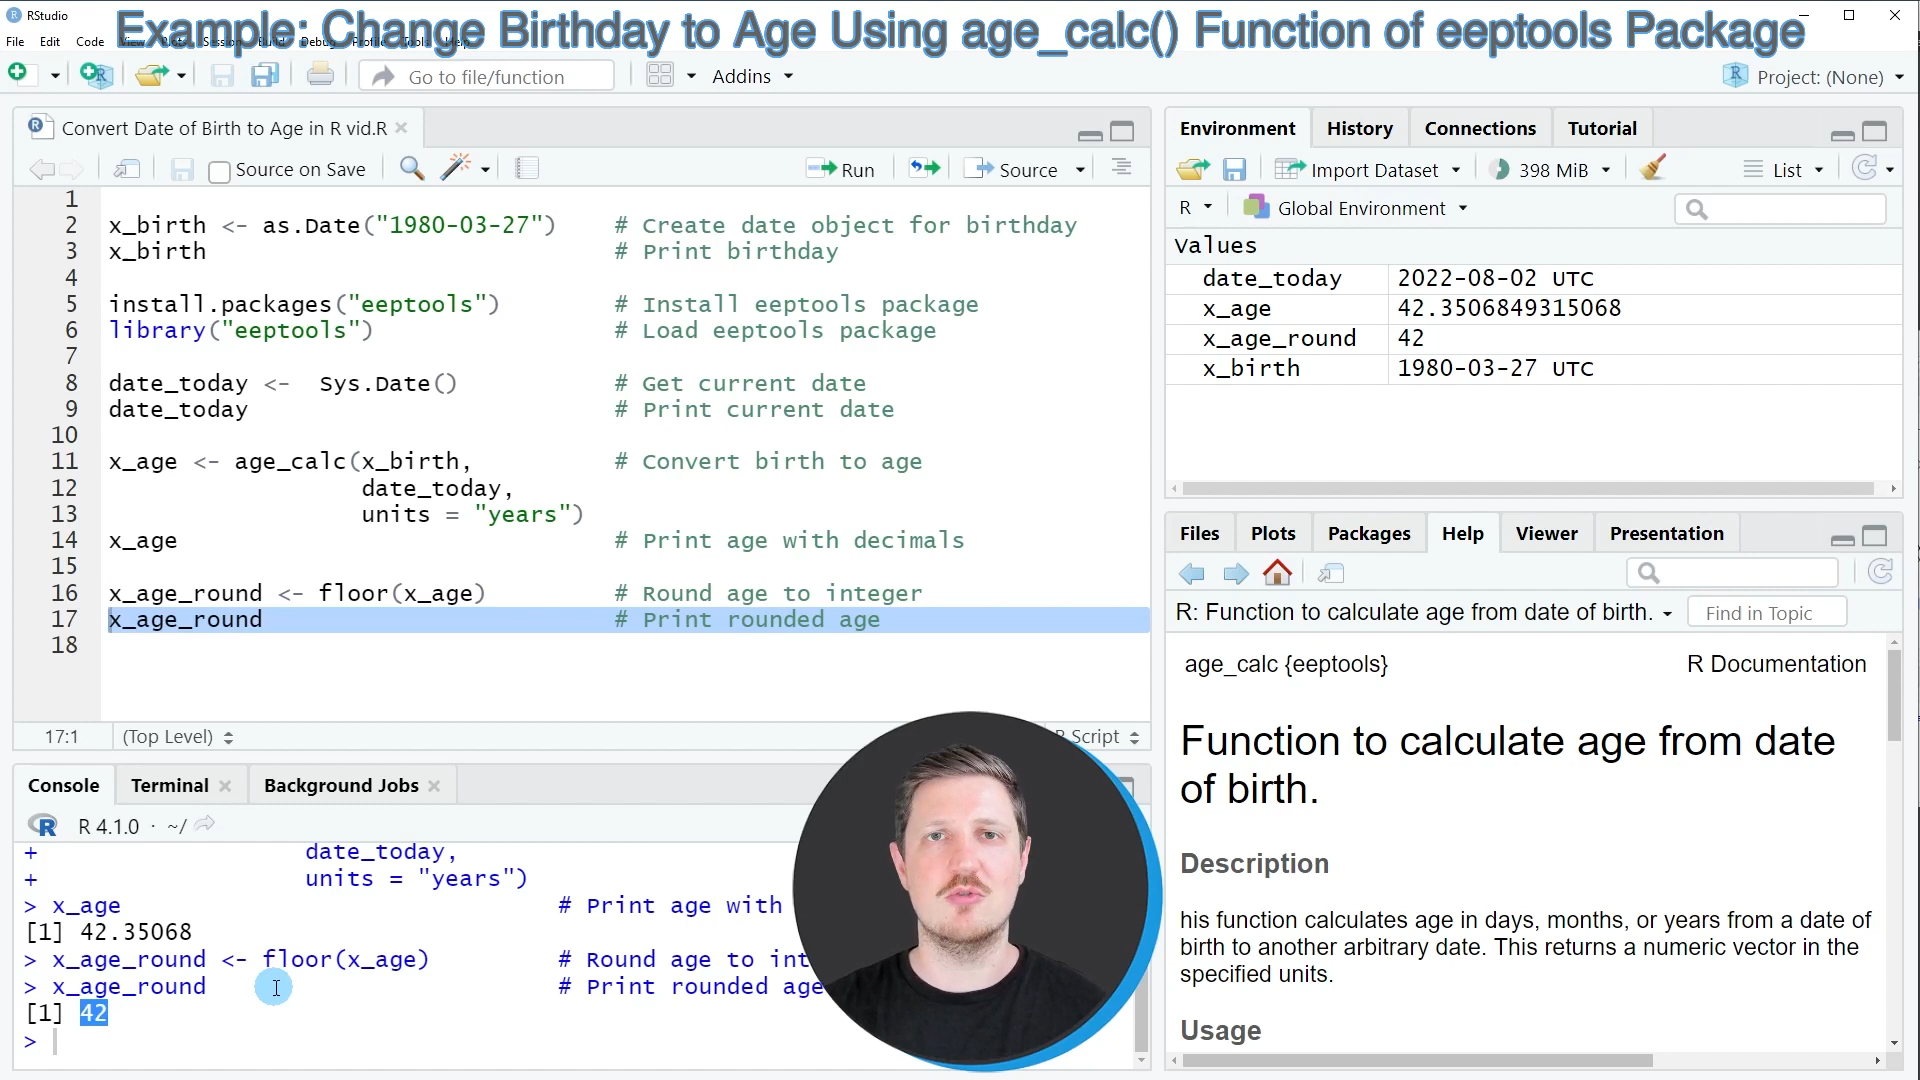 RStudio
Example: Change Birthday to Age Using age_calc() Function of eeptools Package
File Edit Code View Plots Session Build Debug Profile Tools Help
Go to file/function
Addins
Project: (None)
Convert Date of Birth to Age in R vid.R
Source on Save
Run
Source
1
2 x_birth <- as.Date("1980-03-27") # Create date object for birthday
3 x_birth # Print birthday
4
5 install.packages("eeptools") # Install eeptools package
6 library("eeptools") # Load eeptools package
7
8 date_today <-  Sys.Date() # Get current date
9 date_today # Print current date
10
11 x_age <- age_calc(x_birth, # Convert birth to age
12 date_today,
13 units = "years")
14 x_age # Print age with decimals
15
16 x_age_round <- floor(x_age) # Round age to integer
17 x_age_round # Print rounded age
18
17:1 (Top Level) R Script
Console Terminal Background Jobs
R 4.1.0 · ~/
+ date_today,
+ units = "years")
> x_age # Print age with
[1] 42.35068
> x_age_round <- floor(x_age) # Round age to int
> x_age_round # Print rounded age
[1] 42
>
Environment History Connections Tutorial
Import Dataset 398 MiB List
R Global Environment
Values
date_today 2022-08-02 UTC
x_age 42.3506849315068
x_age_round 42
x_birth 1980-03-27 UTC
Files Plots Packages Help Viewer Presentation
R: Function to calculate age from date of birth. Find in Topic
age_calc {eeptools} R Documentation
Function to calculate age from date
of birth.
Description
his function calculates age in days, months, or years from a date of
birth to another arbitrary date. This returns a numeric vector in the
specified units.
Usage